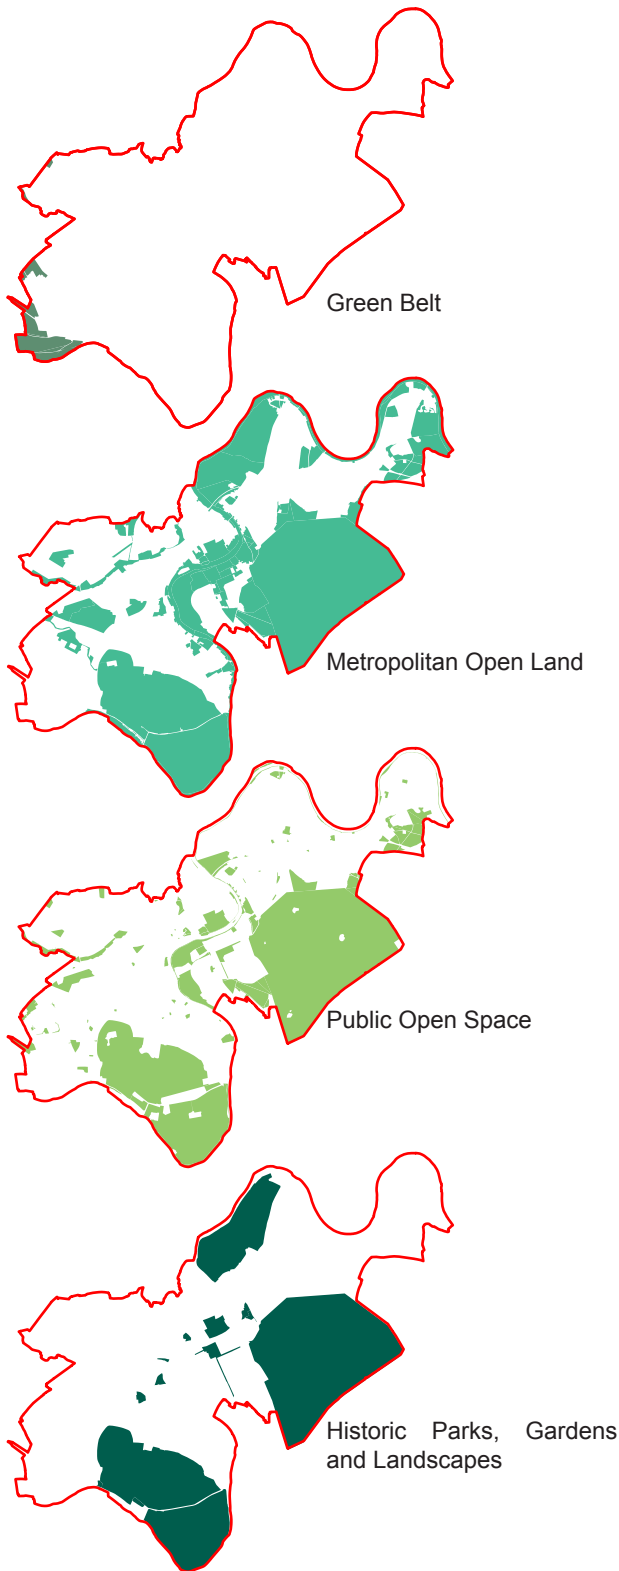 Green Belt
Metropolitan Open Land
Public Open Space
Historic Parks, Gardens
and Landscapes